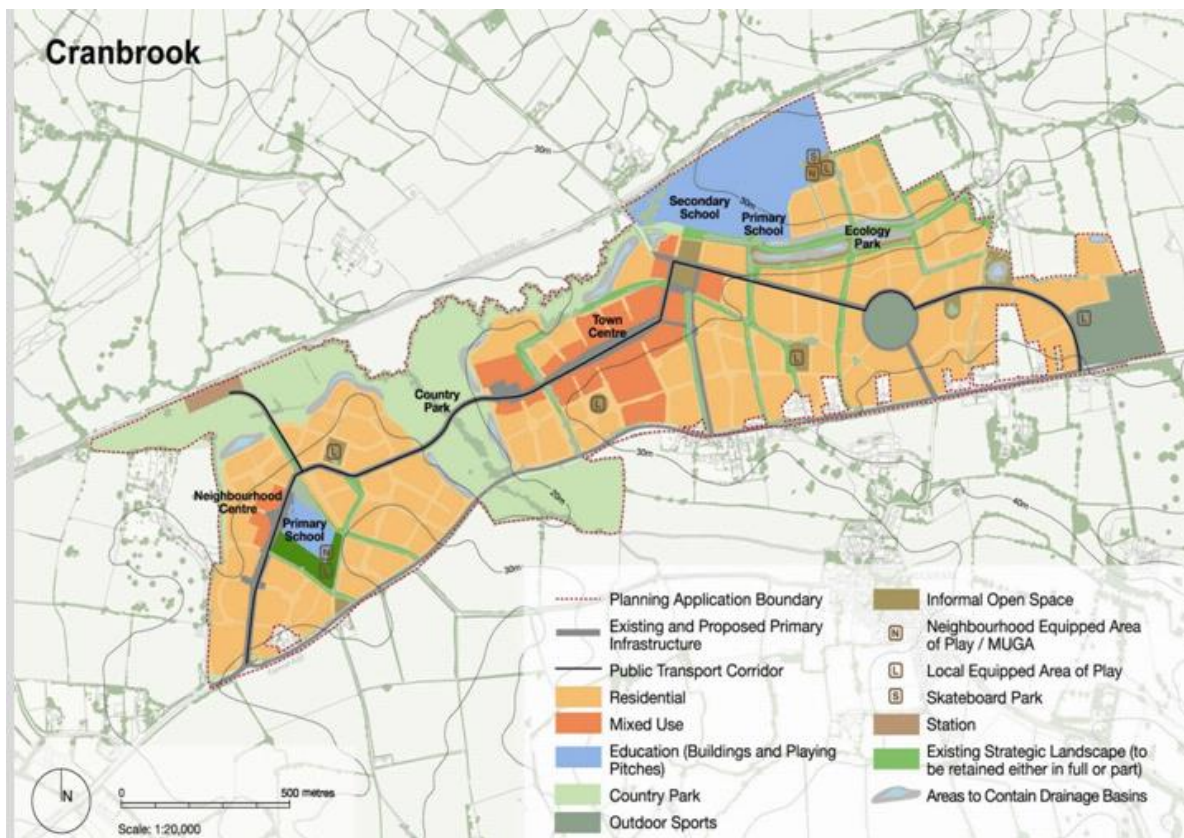 Cranbrook
30m
Secondary
School
30m
Primary
School
Ecology
Park
Town
Centre
Country
Park
Neighbourhood
Centre
Primary
School
30m
20m
40m
30m
S
N
L
L
L
L
L
N
Planning Application Boundary
Existing and Proposed Primary
Infrastructure
Public Transport Corridor
Residential
Mixed Use
Education (Buildings and Playing
Pitches)
Country Park
Outdoor Sports
Informal Open Space
N
Neighbourhood Equipped Area
of Play / MUGA
L
Local Equipped Area of Play
S
Skateboard Park
Station
Existing Strategic Landscape (to
be retained either in full or part)
Areas to Contain Drainage Basins
N
0 500 metres
Scale: 1:20,000